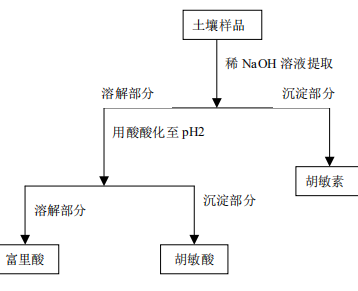 土壤样品
稀 NaOH 溶液提取
溶解部分
沉淀部分
用酸酸化至 pH2
胡敏素
溶解部分
沉淀部分
富里酸
胡敏酸